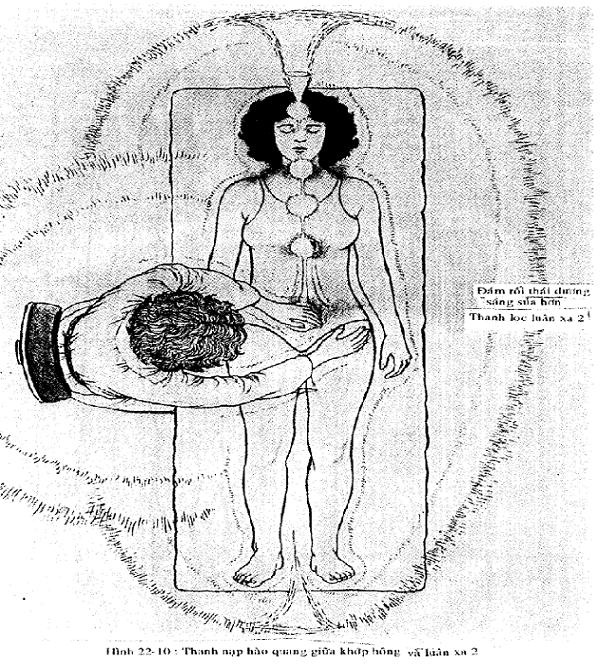 Đám rối thái dương
sáng sủa hơn
Thanh lọc luân xa 2
Hình 22-10 : Thanh nạp hào quang giữa khớp hông và luân xa 2